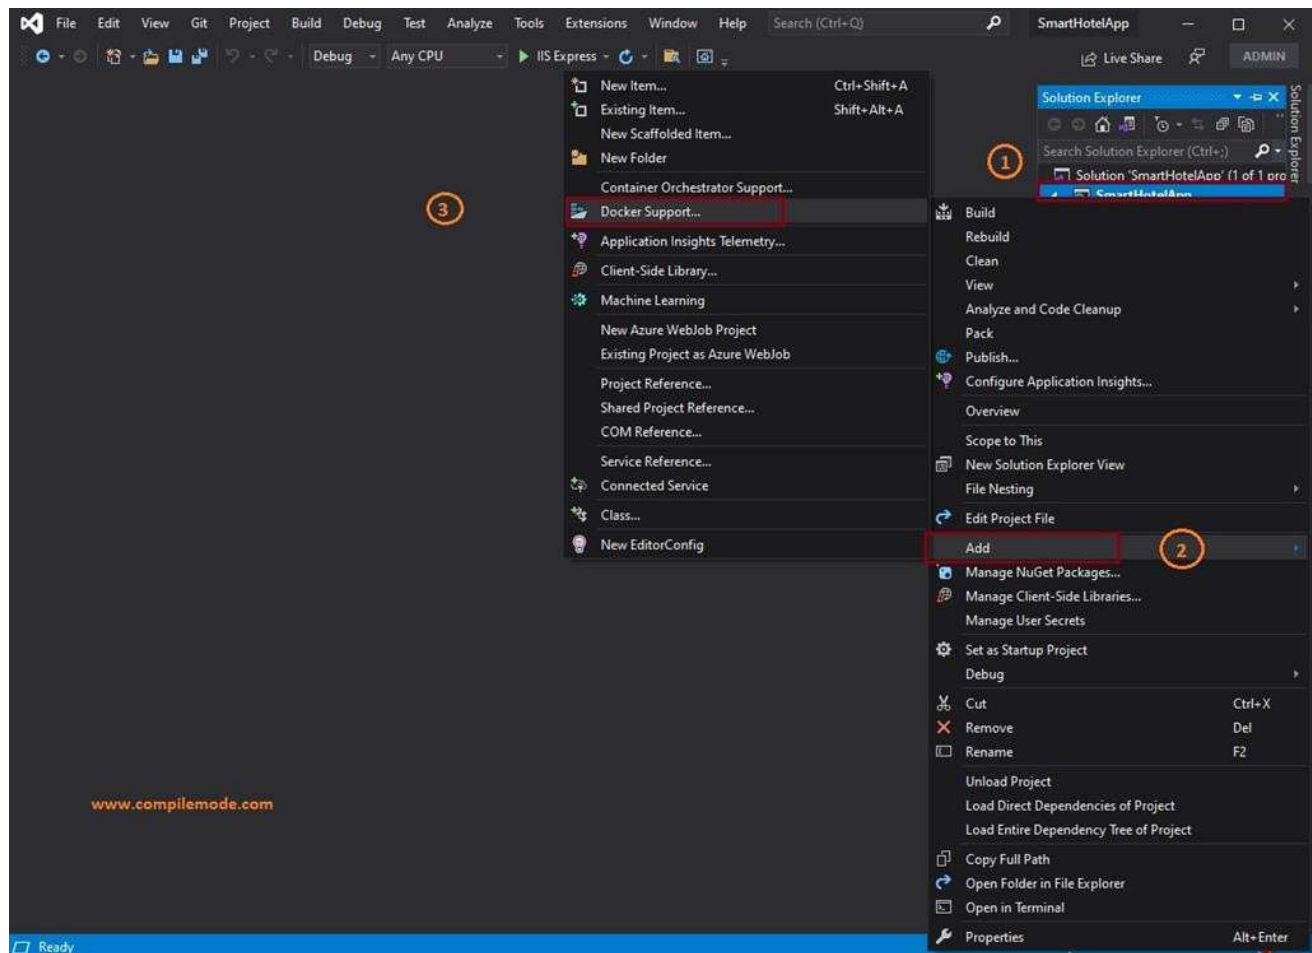 File Edit View Git Project Build Debug Test Analyze Tools Extensions Window Help Search (Ctrl+Q) SmartHotelApp
Debug Any CPU IIS Express Live Share ADMIN
Solution Explorer
Search Solution Explorer (Ctrl+;)
Solution 'SmartHotelApp' (1 of 1 pro
SmartHotelApp
Solution Explorer
1
2
3
New Item... Ctrl+Shift+A
Existing Item... Shift+Alt+A
New Scaffolded Item...
New Folder
Container Orchestrator Support...
Docker Support...
Application Insights Telemetry...
Client-Side Library...
Machine Learning
New Azure WebJob Project
Existing Project as Azure WebJob
Project Reference...
Shared Project Reference...
COM Reference...
Service Reference...
Connected Service
Class...
New EditorConfig
Build
Rebuild
Clean
View
Analyze and Code Cleanup
Pack
Publish...
Configure Application Insights...
Overview
Scope to This
New Solution Explorer View
File Nesting
Edit Project File
Add
Manage NuGet Packages...
Manage Client-Side Libraries...
Manage User Secrets
Set as Startup Project
Debug
Cut Ctrl+X
Remove Del
Rename F2
Unload Project
Load Direct Dependencies of Project
Load Entire Dependency Tree of Project
Copy Full Path
Open Folder in File Explorer
Open in Terminal
Properties Alt+Enter
www.compilemode.com
Ready